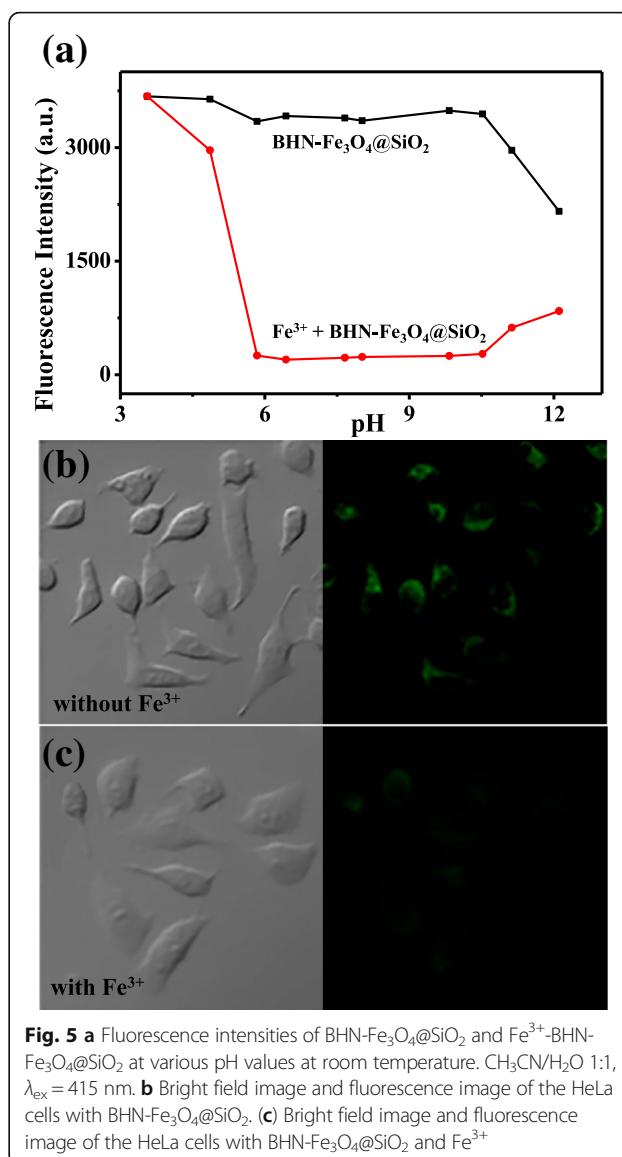 (a)
Fluorescence Intensity (a.u.)
3000
1500
0
BHN-Fe₃O₄@SiO₂
Fe³⁺ + BHN-Fe₃O₄@SiO₂
3 6 9 12
pH
(b)
without Fe³⁺
(c)
with Fe³⁺
Fig. 5 a Fluorescence intensities of BHN-Fe₃O₄@SiO₂ and Fe³⁺-BHN-
Fe₃O₄@SiO₂ at various pH values at room temperature. CH₃CN/H₂O 1:1,
λₑₓ = 415 nm. b Bright field image and fluorescence image of the HeLa
cells with BHN-Fe₃O₄@SiO₂. (c) Bright field image and fluorescence
image of the HeLa cells with BHN-Fe₃O₄@SiO₂ and Fe³⁺